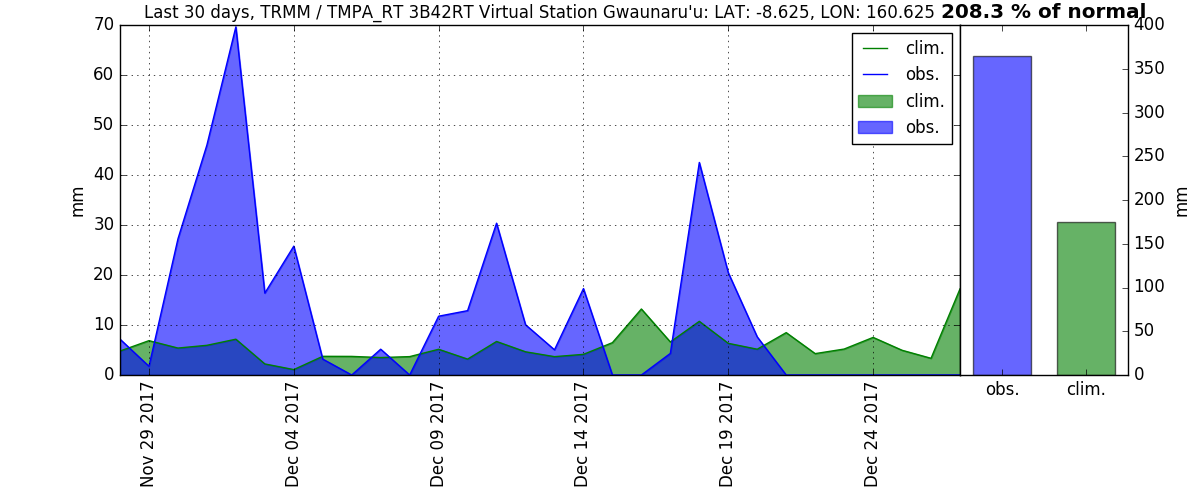 Last 30 days, TRMM / TMPA_RT 3B42RT Virtual Station Gwaunaru'u: LAT: -8.625, LON: 160.625 208.3 % of normal
70
60
50
40
30
20
10
0
mm
clim.
obs.
clim.
obs.
Nov 29 2017
Dec 04 2017
Dec 09 2017
Dec 14 2017
Dec 19 2017
Dec 24 2017
400
350
300
250
200
150
100
50
0
mm
obs. clim.